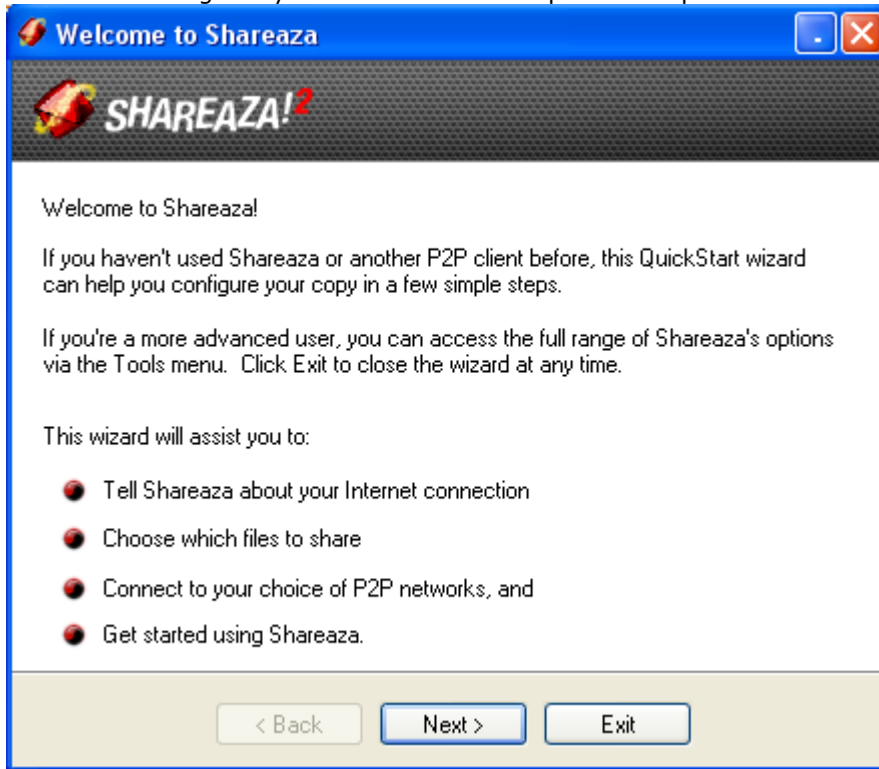 Welcome to Shareaza
SHAREAZA!2
Welcome to Shareaza!
If you haven't used Shareaza or another P2P client before, this QuickStart wizard
can help you configure your copy in a few simple steps.
If you're a more advanced user, you can access the full range of Shareaza's options
via the Tools menu.  Click Exit to close the wizard at any time.
This wizard will assist you to:
Tell Shareaza about your Internet connection
Choose which files to share
Connect to your choice of P2P networks, and
Get started using Shareaza.
< Back
Next >
Exit